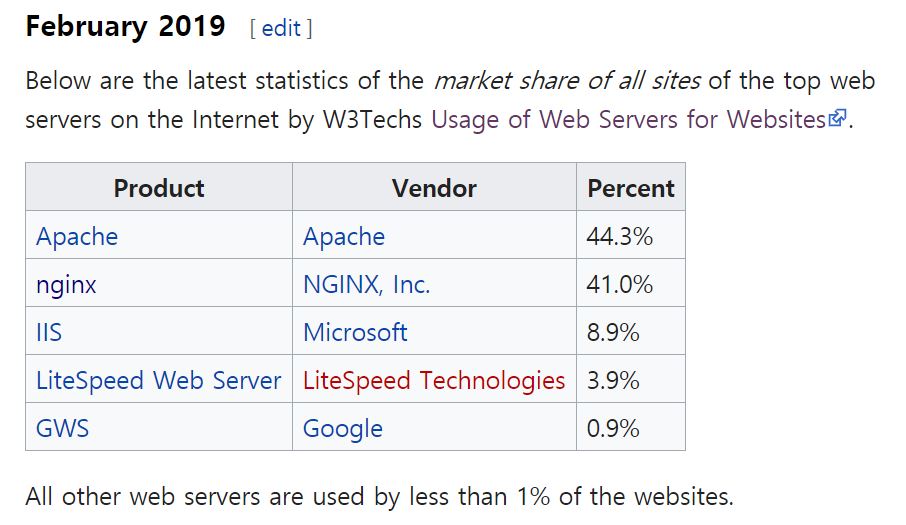 February 2019 [ edit ]
Below are the latest statistics of the market share of all sites of the top web
servers on the Internet by W3Techs Usage of Web Servers for Websites.
Product Vendor Percent
Apache Apache 44.3%
nginx NGINX, Inc. 41.0%
IIS Microsoft 8.9%
LiteSpeed Web Server LiteSpeed Technologies 3.9%
GWS Google 0.9%
All other web servers are used by less than 1% of the websites.